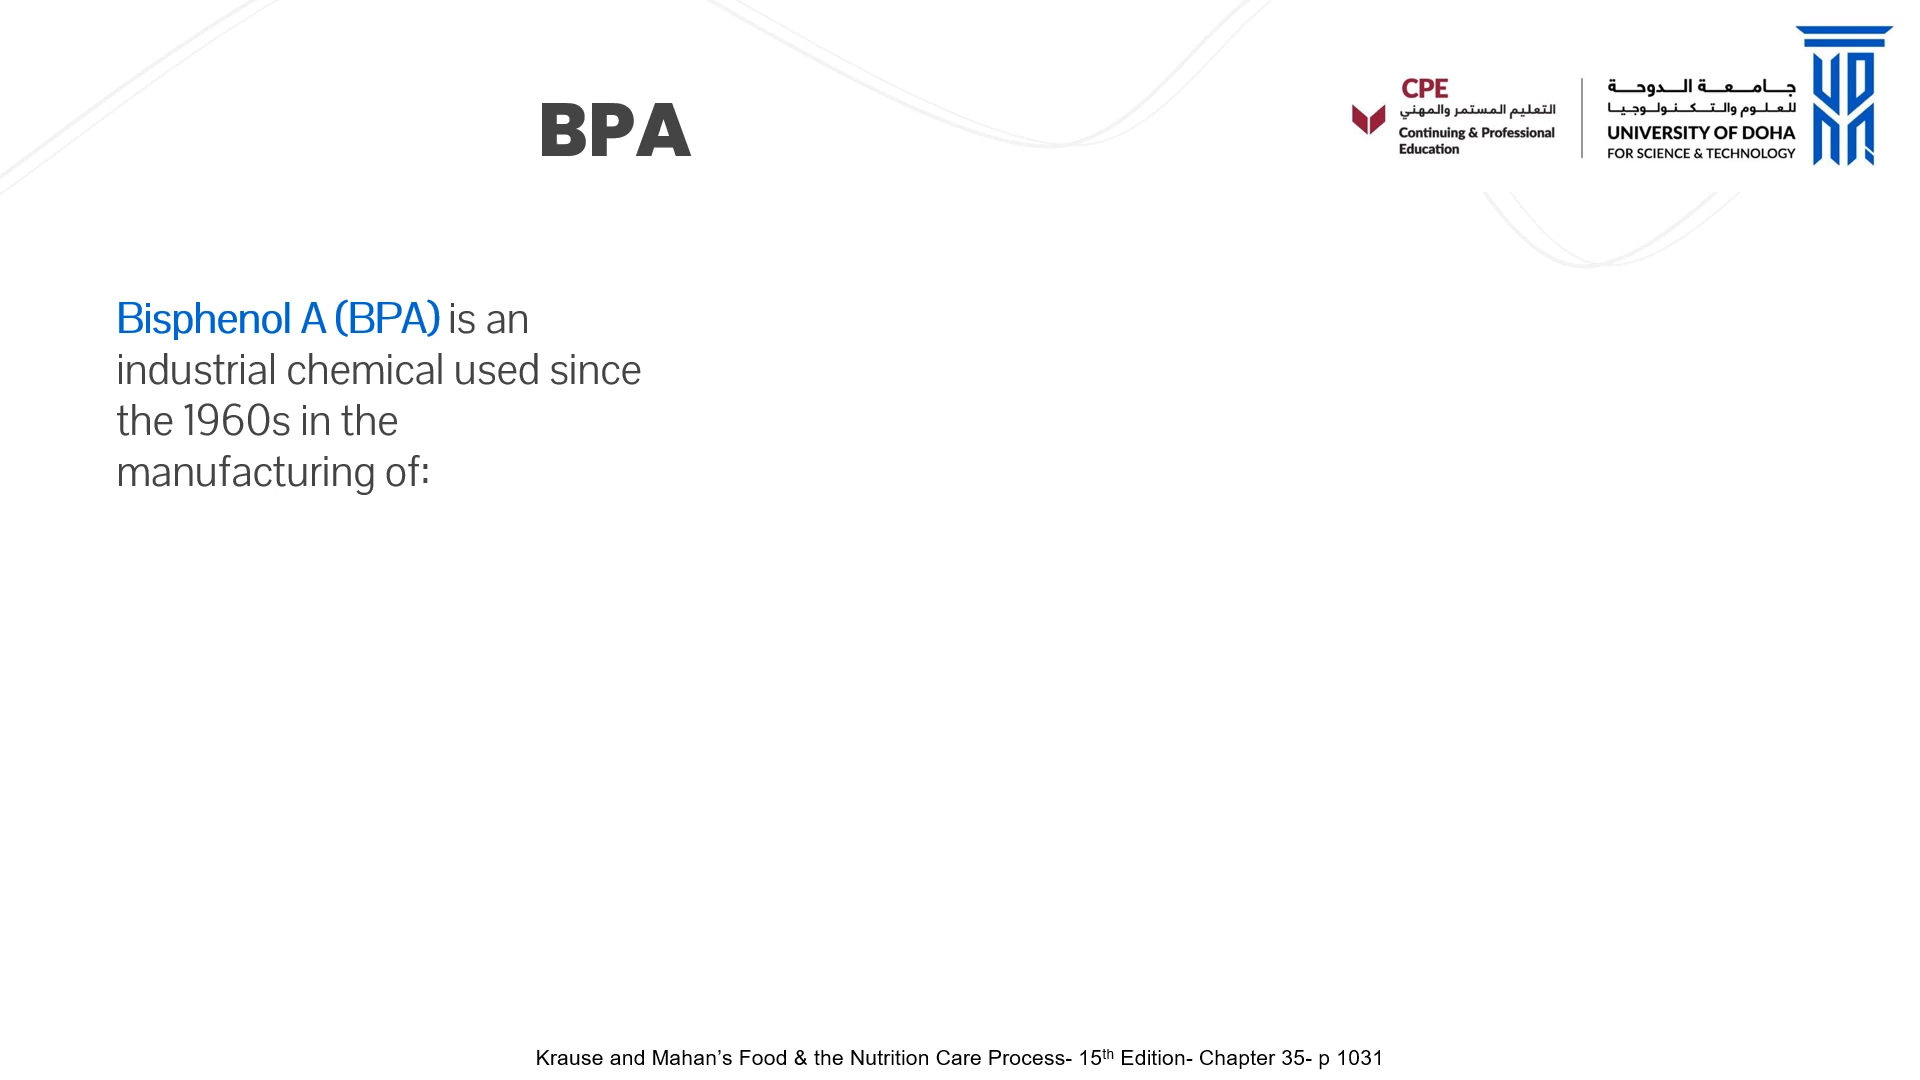 BPA
CPE
التعليم المستمر والمهني
Continuing & Professional
Education
جامعة الدوحة
للعلوم والتكنولوجيا
UNIVERSITY OF DOHA
FOR SCIENCE & TECHNOLOGY
Bisphenol A (BPA) is an
industrial chemical used since
the 1960s in the
manufacturing of:
Krause and Mahan’s Food & the Nutrition Care Process- 15th Edition- Chapter 35- p 1031